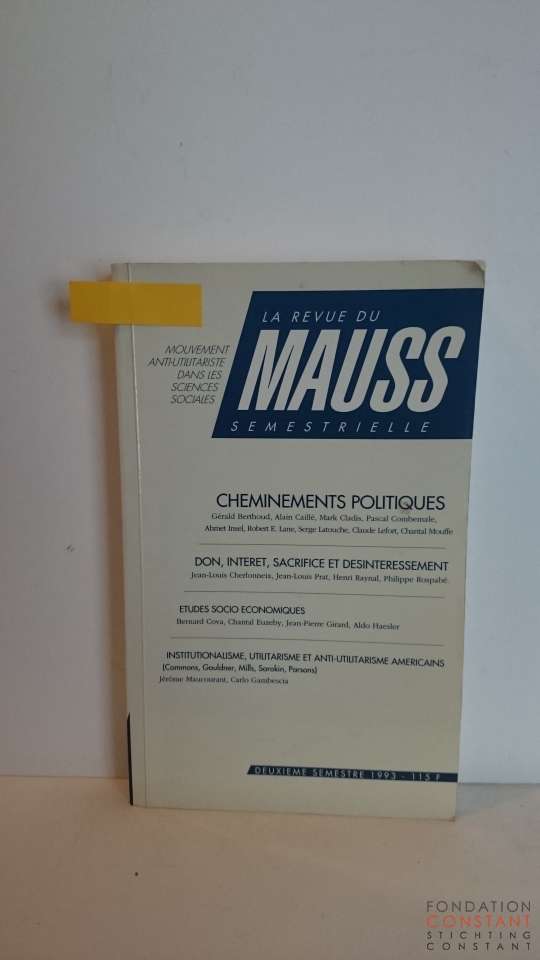 LA REVUE DU
MAUSS
SEMESTRIELLE
MOUVEMENT
ANTI-UTILITARISTE
DANS LES
SCIENCES
SOCIALES
CHEMINEMENTS POLITIQUES
Gérald Berthoud, Alain Caillé, Mark Cladis, Pascal Combemale,
Ahmet Insel, Robert E. Lane, Serge Latouche, Claude Lefort, Chantal Mouffe
DON, INTERET, SACRIFICE ET DESINTERESSEMENT
Jean-Louis Cherlonneix, Jean-Louis Prat, Henri Raynal, Philippe Rospabé.
ETUDES SOCIO ECONOMIQUES
Bernard Cova, Chantal Euzeby, Jean-Pierre Girard, Aldo Haesler
INSTITUTIONALISME, UTILITARISME ET ANTI-UTILITARISME AMERICAINS
(Commons, Gouldner, Mills, Sorokin, Parsons)
Jérôme Maucourant, Carlo Gambescia
DEUXIEME SEMESTRE 1993 - 115 F
FONDATION
CONSTANT
STICHTING
CONSTANT